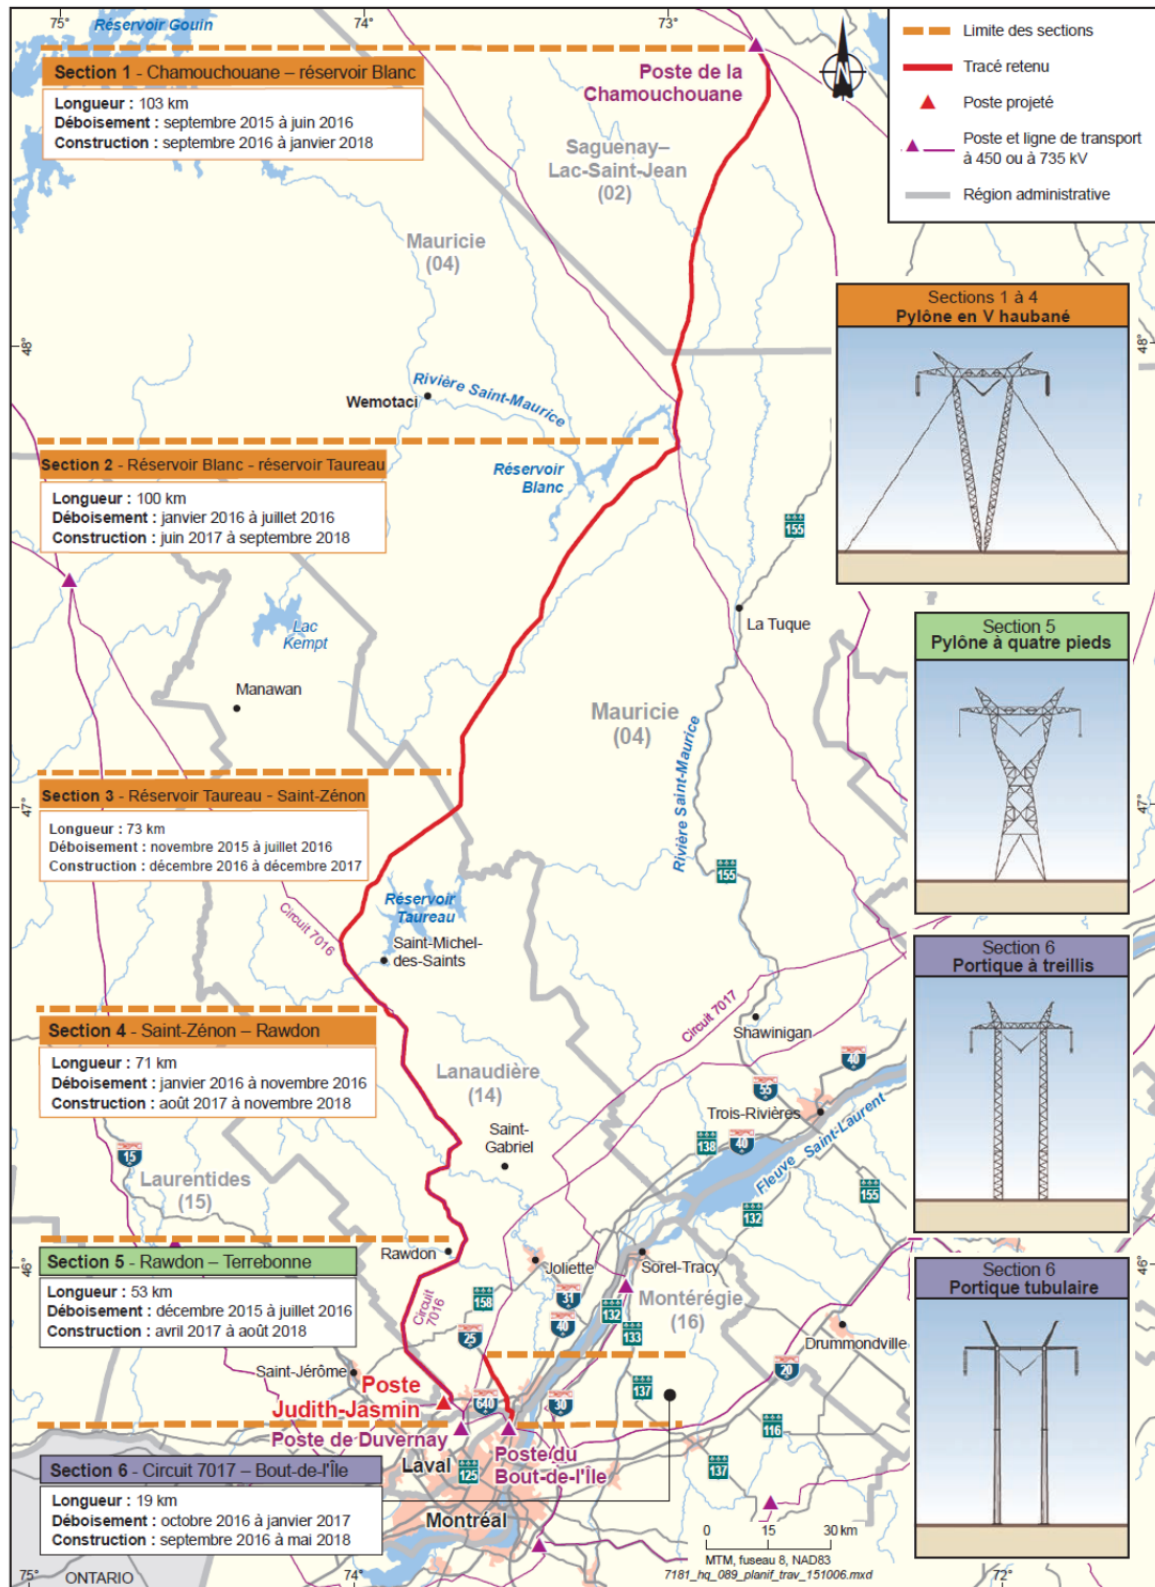 75°
74°
73°
Réservoir Gouin
Section 1 - Chamouchouane – réservoir Blanc
Longueur : 103 km
Déboisement : septembre 2015 à juin 2016
Construction : septembre 2016 à janvier 2018
Poste de la
Chamouchouane
N
Limite des sections
Tracé retenu
Poste projeté
Poste et ligne de transport
à 450 ou à 735 kV
Région administrative
Saguenay–
Lac-Saint-Jean
(02)
Mauricie
(04)
Sections 1 à 4
Pylône en V haubané
48°
48°
Rivière Saint-Maurice
Wemotaci
Section 2 - Réservoir Blanc - réservoir Taureau
Longueur : 100 km
Déboisement : janvier 2016 à juillet 2016
Construction : juin 2017 à septembre 2018
Réservoir
Blanc
155
La Tuque
Lac
Kempt
Manawan
Section 5
Pylône à quatre pieds
Mauricie
(04)
Rivière Saint-Maurice
Section 3 - Réservoir Taureau - Saint-Zénon
Longueur : 73 km
Déboisement : novembre 2015 à juillet 2016
Construction : décembre 2016 à décembre 2017
47°
47°
155
Réservoir
Taureau
Circuit 7016
Saint-Michel-
des-Saints
Section 6
Portique à treillis
Circuit 7017
Shawinigan
Section 4 - Saint-Zénon – Rawdon
Longueur : 71 km
Déboisement : janvier 2016 à novembre 2016
Construction : août 2017 à novembre 2018
Lanaudière
(14)
40
55
Trois-Rivières
Saint-
Gabriel
138
40
Fleuve Saint-Laurent
15
Laurentides
(15)
155
132
Rawdon
Joliette
Sorel-Tracy
46°
46°
Section 5 - Rawdon – Terrebonne
Longueur : 53 km
Déboisement : décembre 2015 à juillet 2016
Construction : avril 2017 à août 2018
Section 6
Portique tubulaire
Circuit
7016
158
31
132
Montérégie
(16)
40
133
25
Drummondville
Saint-Jérôme
20
Poste
Judith-Jasmin
640
30
137
Poste de Duvernay
116
Laval
Poste du
Bout-de-l'Île
125
137
Section 6 - Circuit 7017 – Bout-de-l'Île
Longueur : 19 km
Déboisement : octobre 2016 à janvier 2017
Construction : septembre 2016 à mai 2018
Montréal
0 15 30 km
MTM, fuseau 8, NAD83
7181_hq_089_planif_trav_151006.mxd
75°
ONTARIO
74°
72°